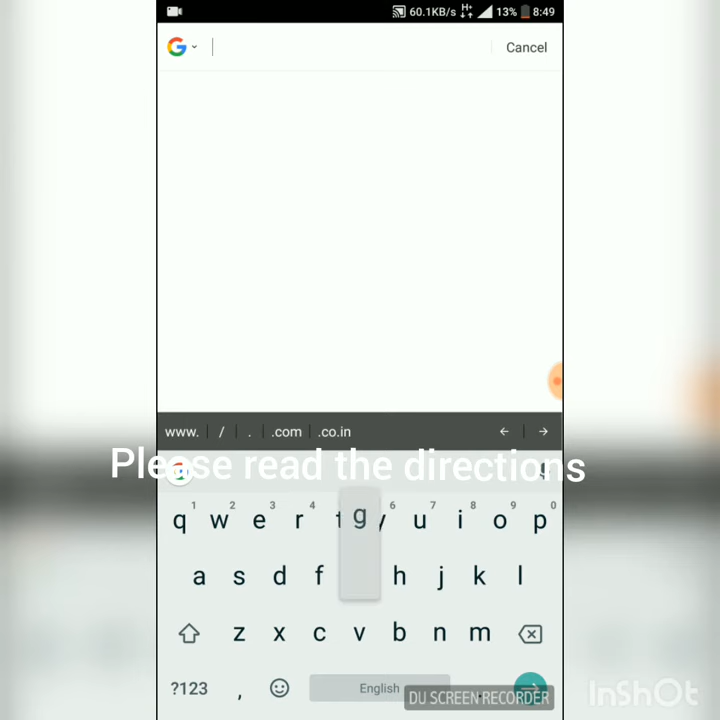 60.1KB/s H+ 13% 8:49
G Cancel
www. / . .com .co.in ← →
Please read the directions
1 2 3 4 6 7 8 9 0
q w e r t g y u i o p
a s d f h j k l
z x c v b n m
?123 , English .
DU SCREEN RECORDER
InShOt